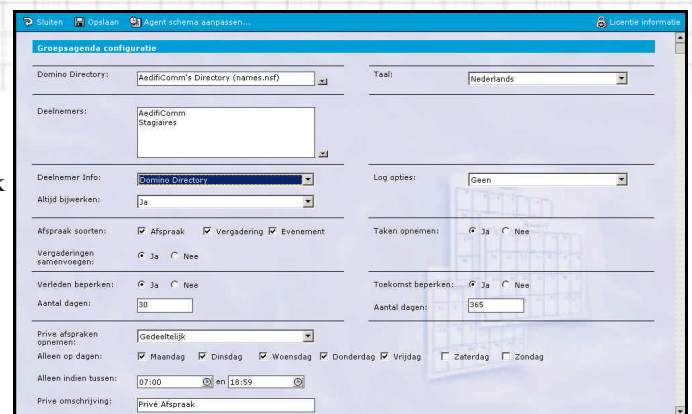 Sluiten Opslaan Agent schema aanpassen... Licentie informatie
Groepsagenda configuratie
Domino Directory: AedifiComm's Directory (names.nsf) Taal: Nederlands
Deelnemers: AedifiComm
Stagiaires
Deelnemer Info: Domino Directory Log opties: Geen
Altijd bijwerken: Ja
Afspraak soorten: Afspraak Vergadering Evenement Taken opnemen: Ja Nee
Vergaderingen samenvoegen: Ja Nee
Verleden beperken: Ja Nee Toekomst beperken: Ja Nee
Aantal dagen: 30 Aantal dagen: 365
Prive afspraken opnemen: Gedeeltelijk
Alleen op dagen: Maandag Dinsdag Woensdag Donderdag Vrijdag Zaterdag Zondag
Alleen indien tussen: 07:00 en 18:59
Prive omschrijving: Privé Afspraak
k